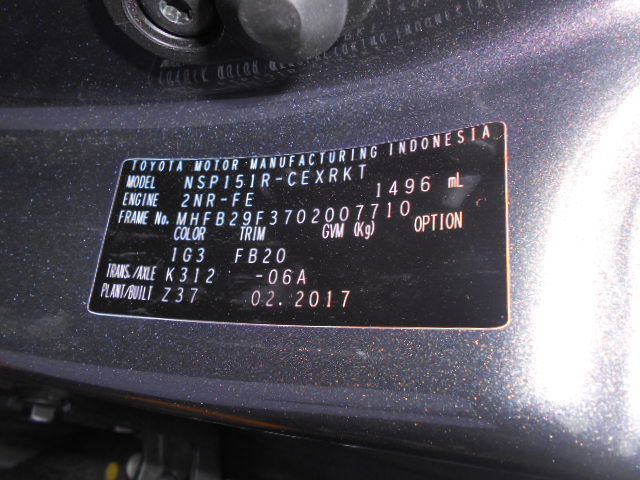 TOYOTA MOTOR MANUFACTURING INDONESIA
MODEL NSP151R-CEXRKT
ENGINE 2NR-FE 1496 mL
FRAME No. MHFB29F3702007710
COLOR TRIM GVM (Kg) OPTION
1G3 FB20
TRANS./AXLE K312 -06A
PLANT/BUILT Z37 02.2017